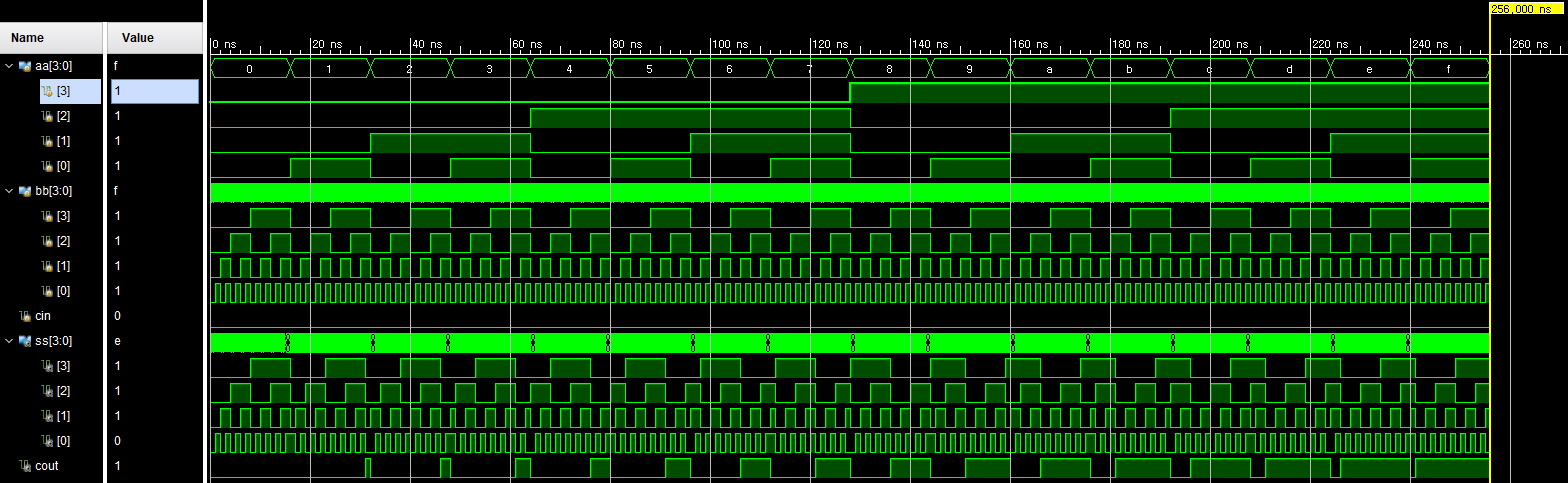 256,000 ns
Name Value 0 ns 20 ns 40 ns 60 ns 80 ns 100 ns 120 ns 140 ns 160 ns 180 ns 200 ns 220 ns 240 ns 260 ns
aa[3:0] f 0 1 2 3 4 5 6 7 8 9 a b c d e f
[3] 1
[2] 1
[1] 1
[0] 1
bb[3:0] f
[3] 1
[2] 1
[1] 1
[0] 1
cin 0
ss[3:0] e
[3] 1
[2] 1
[1] 1
[0] 0
cout 1